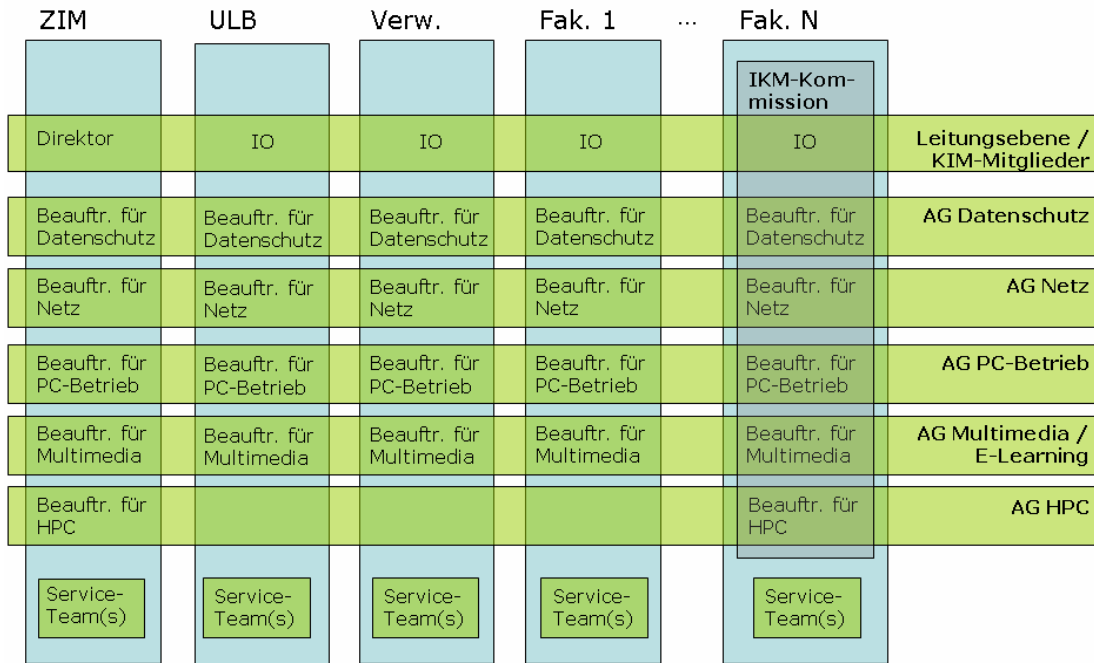 ZIM ULB Verw. Fak. 1 ... Fak. N
IKM-Kom-
mission
Direktor IO IO IO IO Leitungsebene /
KIM-Mitglieder
Beauftr. für Beauftr. für Beauftr. für Beauftr. für Beauftr. für AG Datenschutz
Datenschutz Datenschutz Datenschutz Datenschutz Datenschutz
Beauftr. für Beauftr. für Beauftr. für Beauftr. für Beauftr. für AG Netz
Netz Netz Netz Netz Netz
Beauftr. für Beauftr. für Beauftr. für Beauftr. für Beauftr. für AG PC-Betrieb
PC-Betrieb PC-Betrieb PC-Betrieb PC-Betrieb PC-Betrieb
Beauftr. für Beauftr. für Beauftr. für Beauftr. für Beauftr. für AG Multimedia /
Multimedia Multimedia Multimedia Multimedia Multimedia E-Learning
Beauftr. für Beauftr. für AG HPC
HPC HPC
Service- Service- Service- Service- Service-
Team(s) Team(s) Team(s) Team(s) Team(s)